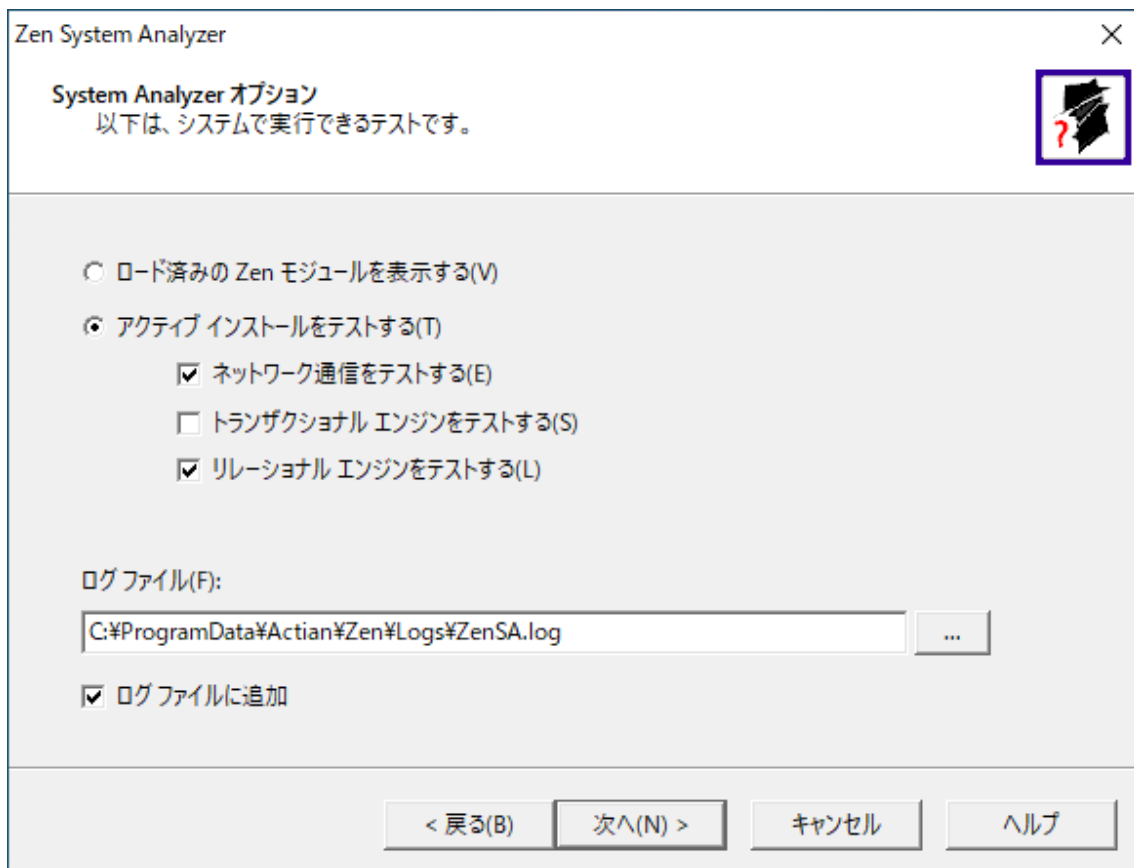 Zen System Analyzer
System Analyzer オプション
以下は、システムで実行できるテストです。
?
ロード済みの Zen モジュールを表示する(V)
アクティブ インストールをテストする(T)
ネットワーク通信をテストする(E)
トランザクショナル エンジンをテストする(S)
リレーショナル エンジンをテストする(L)
ログ ファイル(F):
C:¥ProgramData¥Actian¥Zen¥Logs¥ZenSA.log
...
ログ ファイルに追加
< 戻る(B)
次へ(N) >
キャンセル
ヘルプ